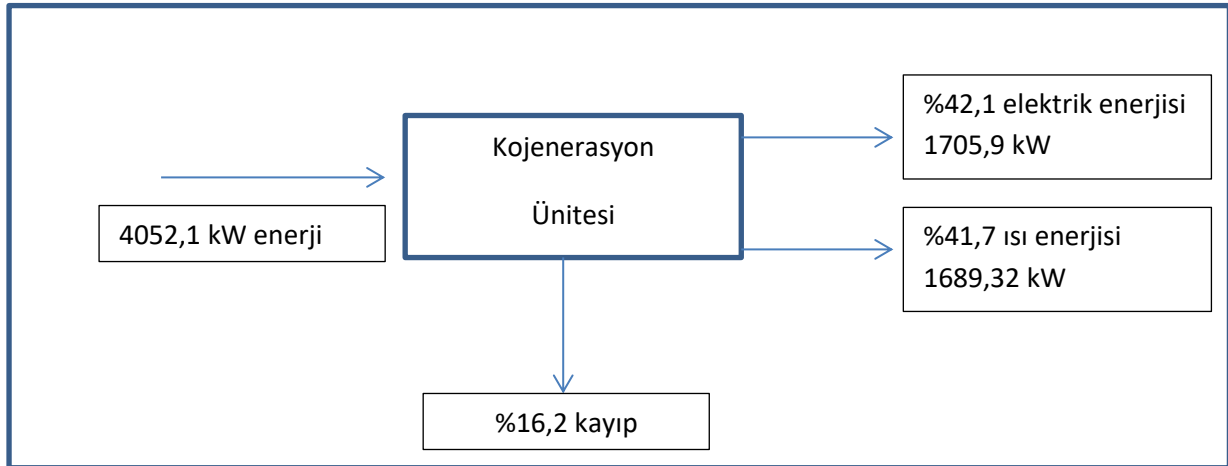 4052,1 kW enerji
Kojenerasyon
Ünitesi
%42,1 elektrik enerjisi
1705,9 kW
%41,7 ısı enerjisi
1689,32 kW
%16,2 kayıp